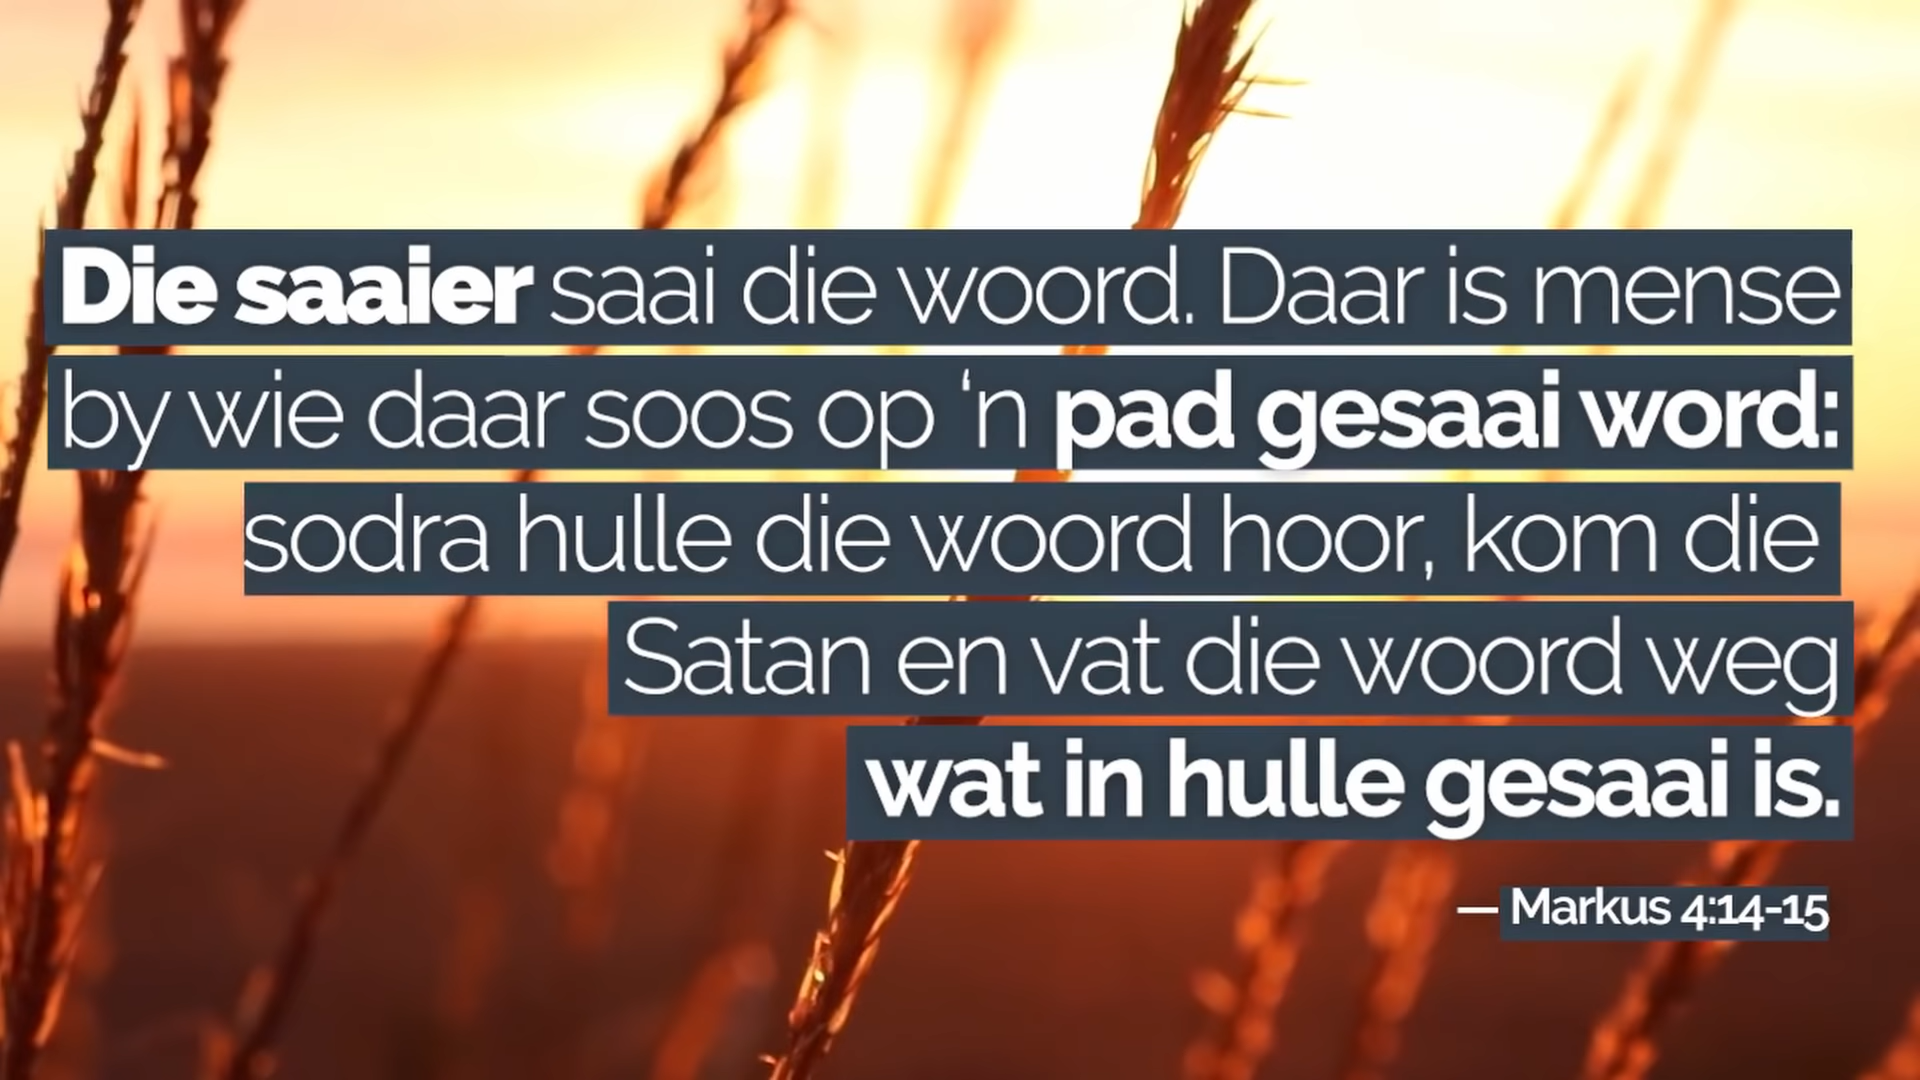 Die saaier saai die woord. Daar is mense
by wie daar soos op ‘n pad gesaai word:
sodra hulle die woord hoor, kom die
Satan en vat die woord weg
wat in hulle gesaai is.
— Markus 4:14-15